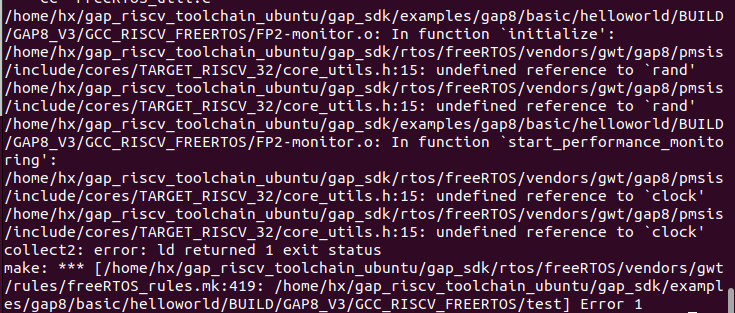 /home/hx/gap_riscv_toolchain_ubuntu/gap_sdk/examples/gap8/basic/helloworld/BUILD
/GAP8_V3/GCC_RISCV_FREERTOS/FP2-monitor.o: In function `initialize':
/home/hx/gap_riscv_toolchain_ubuntu/gap_sdk/rtos/freeRTOS/vendors/gwt/gap8/pmsis
/include/cores/TARGET_RISCV_32/core_utils.h:15: undefined reference to `rand'
/home/hx/gap_riscv_toolchain_ubuntu/gap_sdk/rtos/freeRTOS/vendors/gwt/gap8/pmsis
/include/cores/TARGET_RISCV_32/core_utils.h:15: undefined reference to `rand'
/home/hx/gap_riscv_toolchain_ubuntu/gap_sdk/examples/gap8/basic/helloworld/BUILD
/GAP8_V3/GCC_RISCV_FREERTOS/FP2-monitor.o: In function `start_performance_monito
ring':
/home/hx/gap_riscv_toolchain_ubuntu/gap_sdk/rtos/freeRTOS/vendors/gwt/gap8/pmsis
/include/cores/TARGET_RISCV_32/core_utils.h:15: undefined reference to `clock'
/home/hx/gap_riscv_toolchain_ubuntu/gap_sdk/rtos/freeRTOS/vendors/gwt/gap8/pmsis
/include/cores/TARGET_RISCV_32/core_utils.h:15: undefined reference to `clock'
collect2: error: ld returned 1 exit status
make: *** [/home/hx/gap_riscv_toolchain_ubuntu/gap_sdk/rtos/freeRTOS/vendors/gwt
/rules/freeRTOS_rules.mk:419: /home/hx/gap_riscv_toolchain_ubuntu/gap_sdk/exampl
es/gap8/basic/helloworld/BUILD/GAP8_V3/GCC_RISCV_FREERTOS/test] Error 1